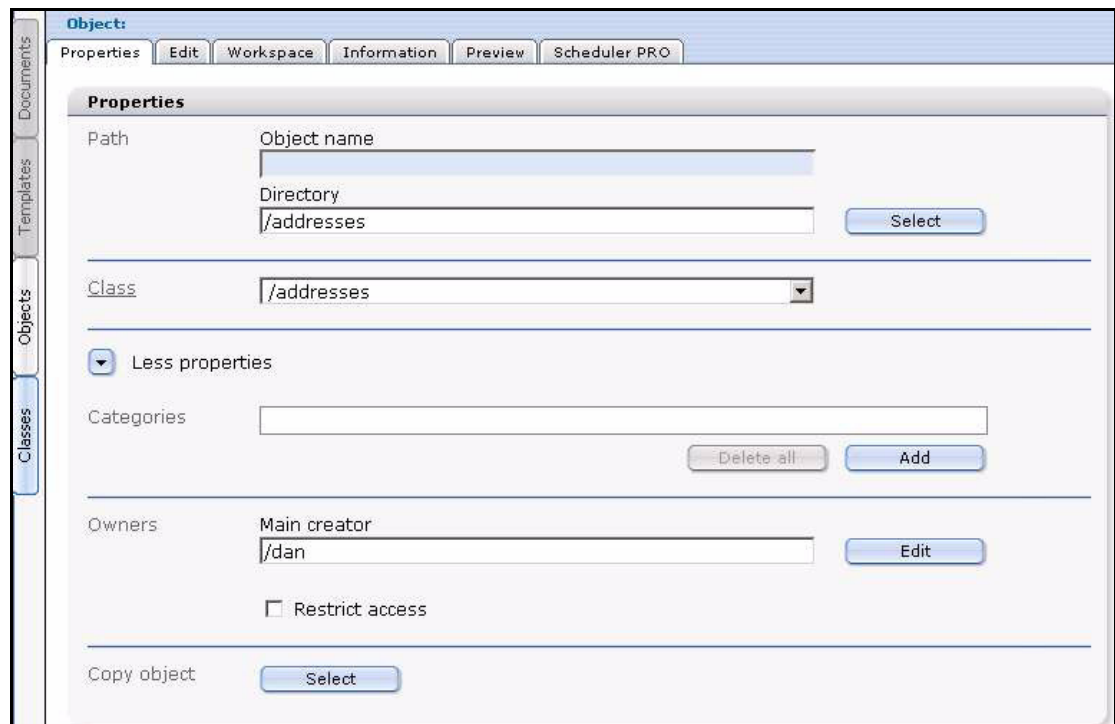 Object:
Properties Edit Workspace Information Preview Scheduler PRO
Documents
Templates
Objects
Classes
Properties
Path
Object name
Directory
/addresses
Select
Class
/addresses
Less properties
Categories
Delete all
Add
Owners
Main creator
/dan
Edit
Restrict access
Copy object
Select